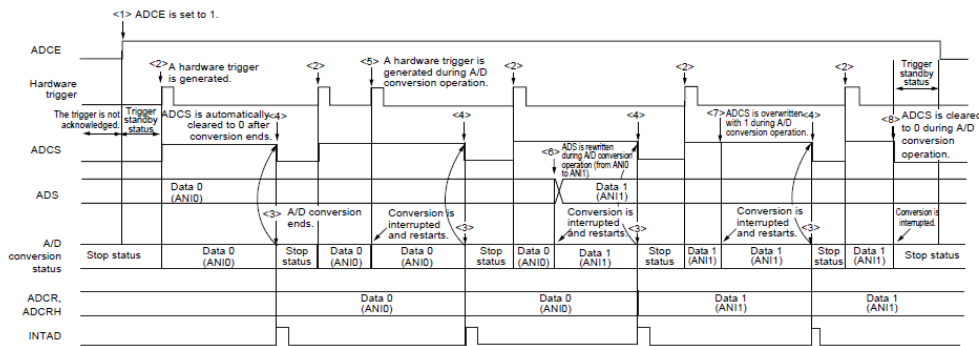 <1> ADCE is set to 1.
ADCE
<2> A hardware trigger
is generated.
<2>
<5> A hardware trigger is
generated during A/D
conversion operation.
<2>
<2>
<2>
Trigger
standby
status
Hardware
trigger
The trigger is not
acknowledged.
Trigger
standby
status
ADCS is automatically
cleared to 0 after
conversion ends.
<4>
<4>
<4>
<7> ADCS is overwritten
with 1 during A/D
conversion operation.
<4>
<8> ADCS is cleared
to 0 during A/D
conversion
operation.
ADCS
<6> ADS is rewritten
during A/D conversion
operation (from ANI0
to ANI1).
ADS
Data 0
(ANI0)
Data 1
(ANI1)
<3> A/D conversion
ends.
Conversion is
interrupted
and restarts.
<3>
Conversion is
interrupted
and restarts.
<3>
Conversion is
interrupted
and restarts.
<3>
Conversion is
interrupted.
A/D
conversion
status
Stop status
Data 0
(ANI0)
Stop
status
Data 0
(ANI0)
Data 0
(ANI0)
Stop
status
Data 0
(ANI0)
Data 1
(ANI1)
Stop
status
Data 1
(ANI1)
Data 1
(ANI1)
Stop
status
Data 1
(ANI1)
Stop status
ADCR,
ADCRH
Data 0
(ANI0)
Data 0
(ANI0)
Data 1
(ANI1)
Data 1
(ANI1)
INTAD